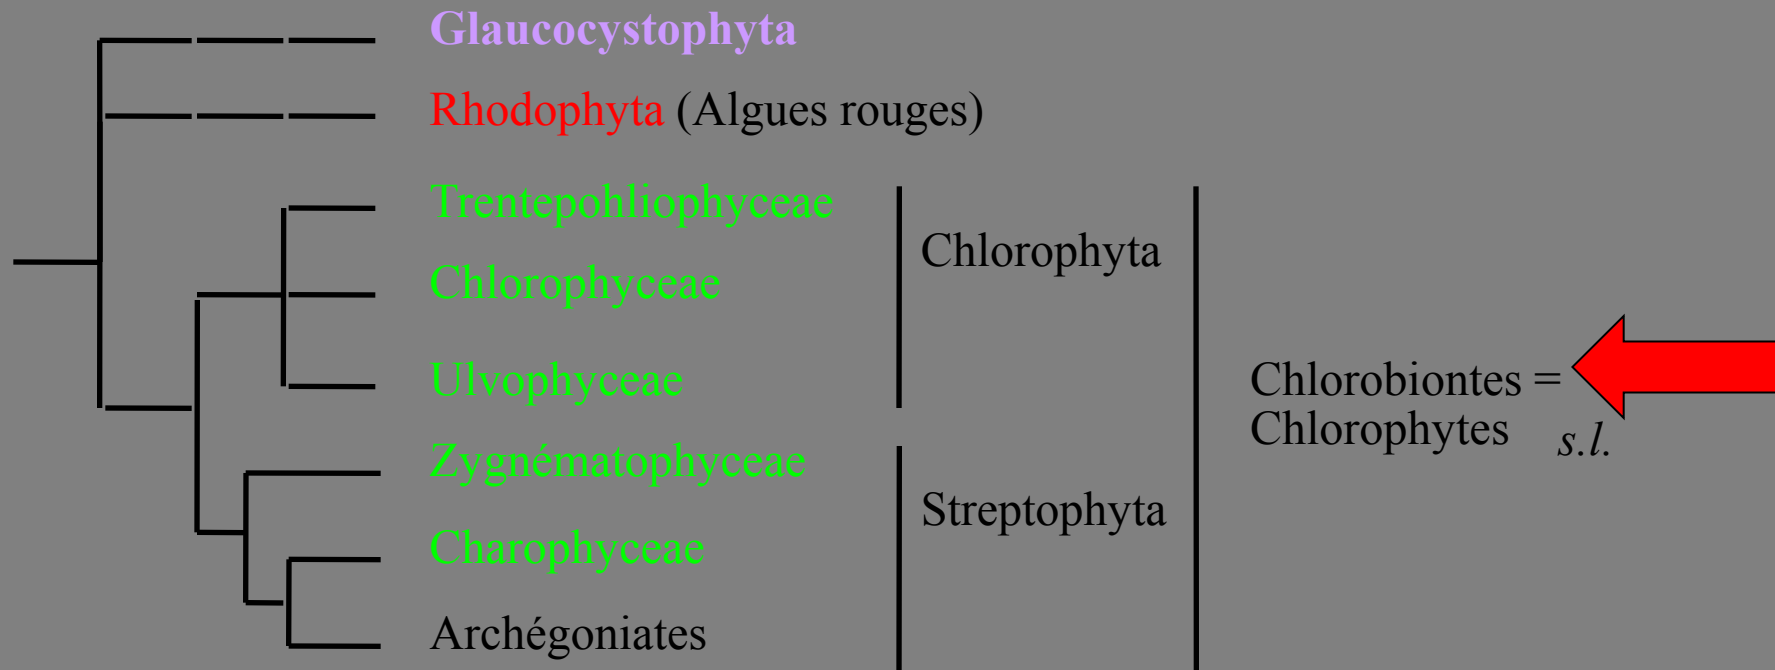 Glaucocystophyta
Rhodophyta (Algues rouges)
Trentepohliophyceae
Chlorophyta
Chlorophyceae
Ulvophyceae
Chlorobiontes =
Chlorophytes s.l.
Zygnématophyceae
Streptophyta
Charophyceae
Archégoniates